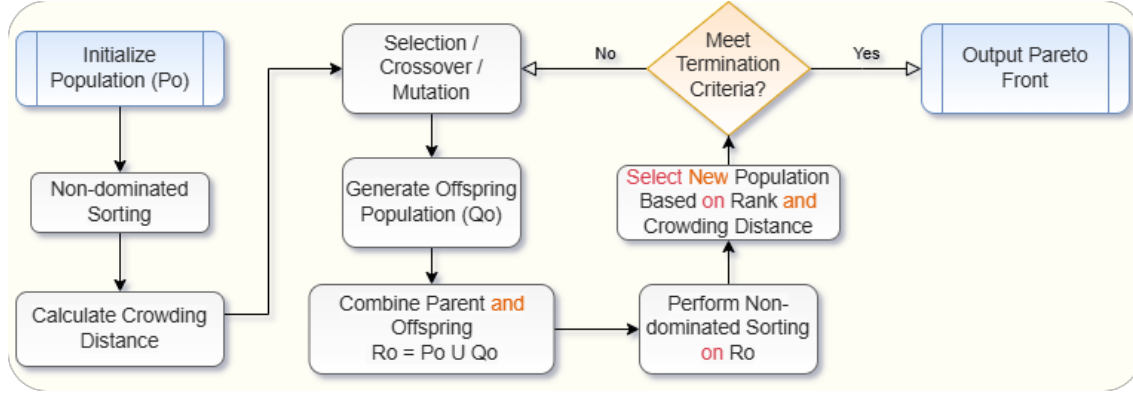 Initialize
Population (Po)
Non-dominated
Sorting
Calculate Crowding
Distance
Selection /
Crossover /
Mutation
Generate Offspring
Population (Qo)
Combine Parent and
Offspring
Ro = Po U Qo
Perform Non-
dominated Sorting
on Ro
Select New Population
Based on Rank and
Crowding Distance
Meet
Termination
Criteria?
No
Yes
Output Pareto
Front